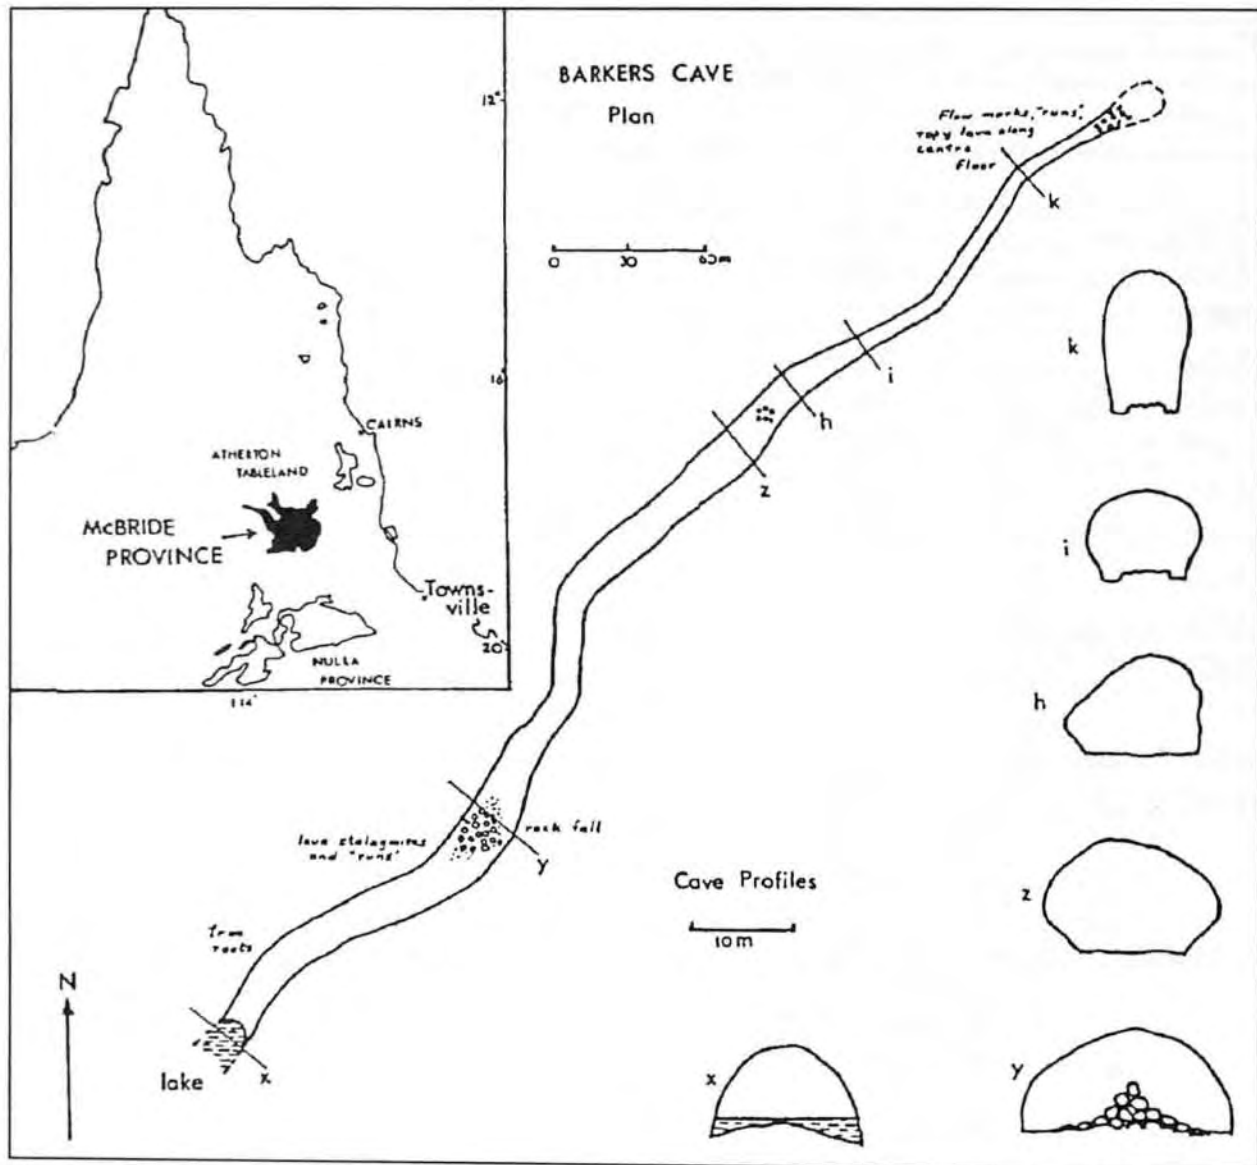 BARKERS CAVE
Plan
12°
Flow marks, "runs",
ropy lava along
centre
floor
k
0 30 60m
k
i
16
h
CAIRNS
ATHERTON
TABLELAND
z
McBRIDE
PROVINCE
i
Towns-
ville
20°
NULLA
PROVINCE
h
144°
lava stalagmites
and "runs"
rock fall
y
Cave Profiles
z
10m
Tree
roots
N
x
y
lake
x